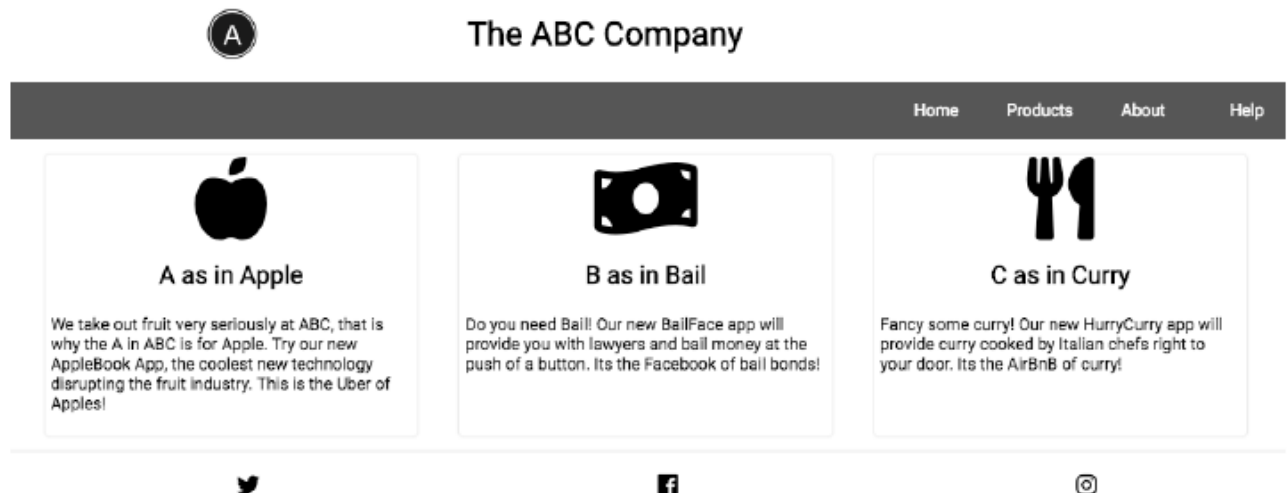 A
The ABC Company
Home Products About Help
A as in Apple
We take out fruit very seriously at ABC, that is
why the A in ABC is for Apple. Try our new
AppleBook App, the coolest new technology
disrupting the fruit industry. This is the Uber of
Apples!
B as in Bail
Do you need Bail! Our new BailFace app will
provide you with lawyers and bail money at the
push of a button. Its the Facebook of bail bonds!
C as in Curry
Fancy some curry! Our new HurryCurry app will
provide curry cooked by Italian chefs right to
your door. Its the AirBnB of curry!